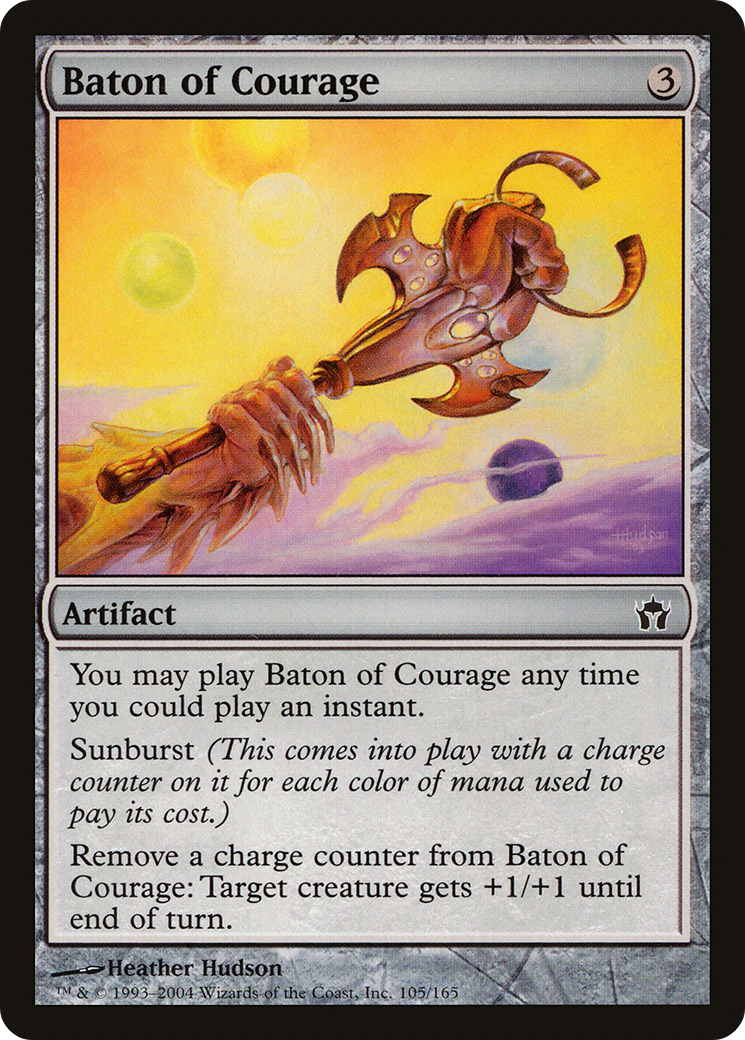 Baton of Courage 3
Hudson
Artifact
You may play Baton of Courage any time
you could play an instant.
Sunburst (This comes into play with a charge
counter on it for each color of mana used to
pay its cost.)
Remove a charge counter from Baton of
Courage: Target creature gets +1/+1 until
end of turn.
Heather Hudson
™ & © 1993–2004 Wizards of the Coast, Inc. 105/165